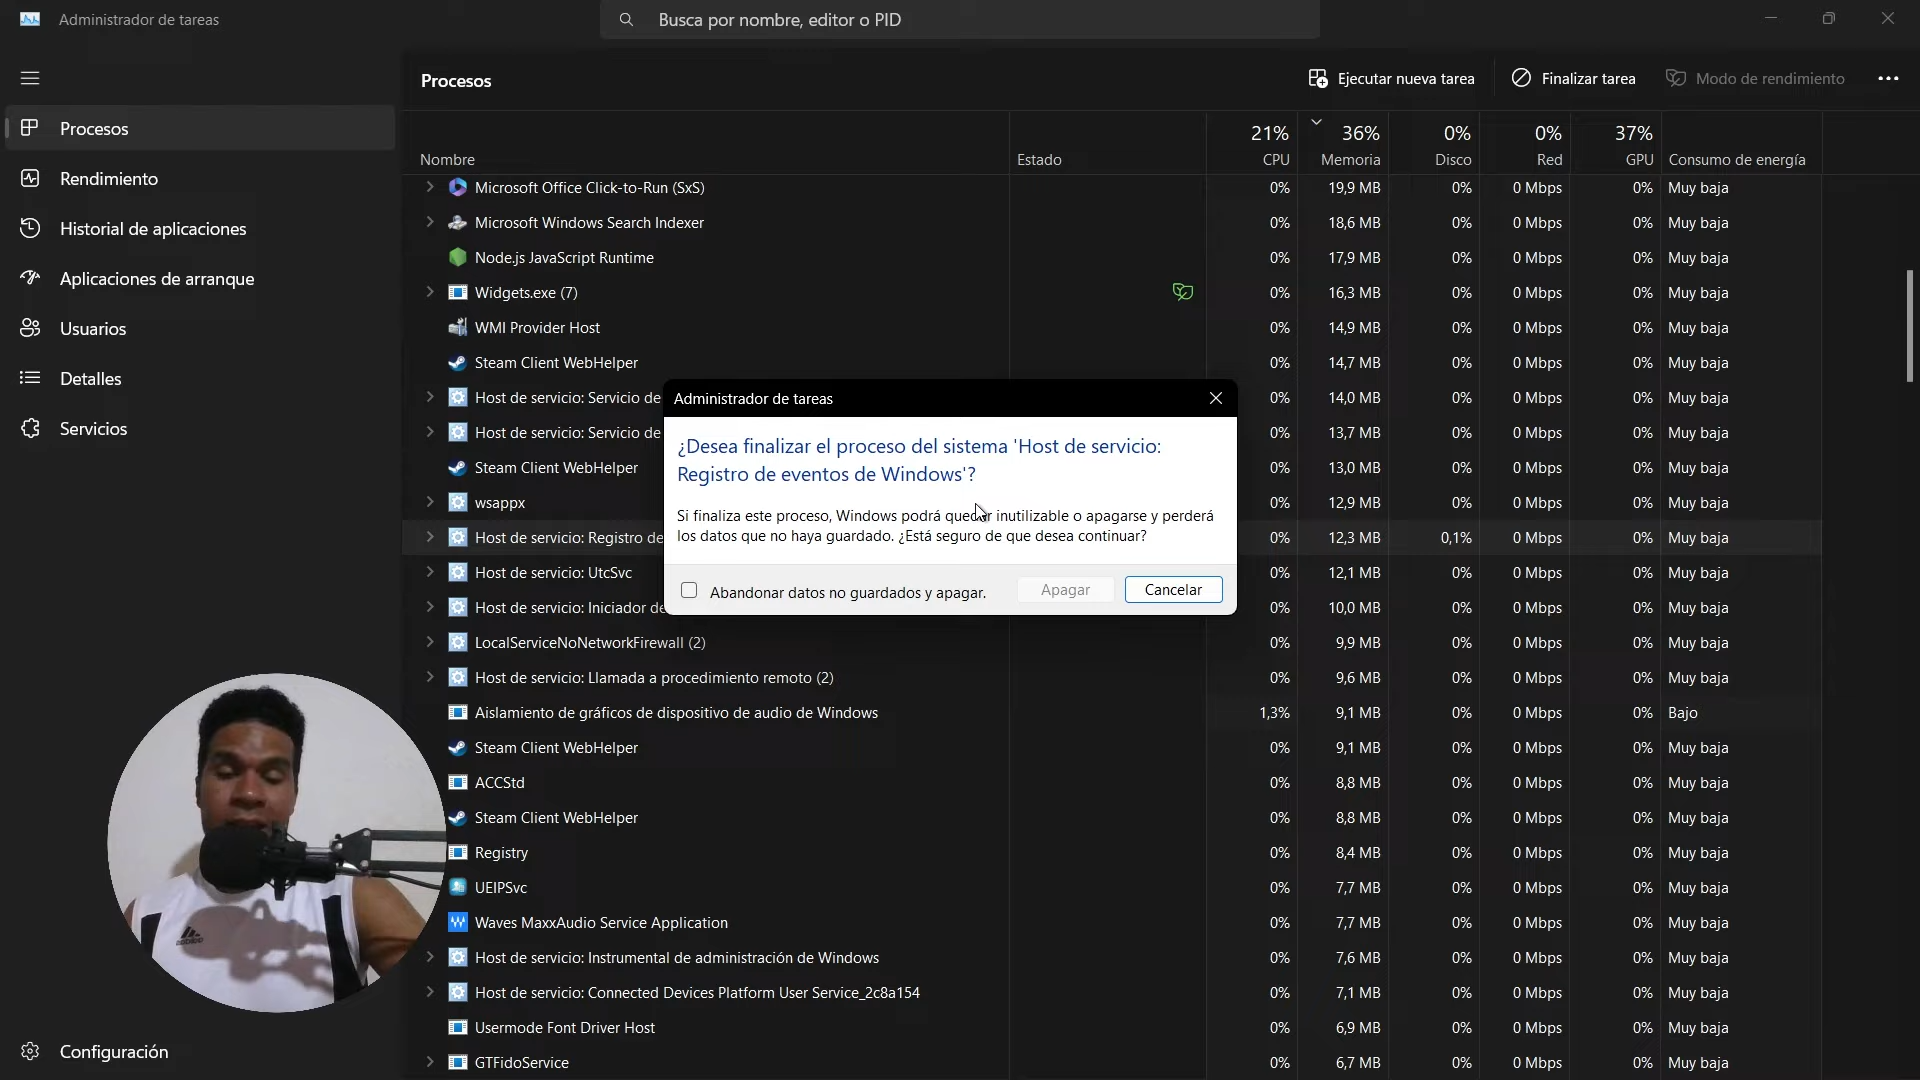 Administrador de tareas
Busca por nombre, editor o PID
Procesos
Ejecutar nueva tarea
Finalizar tarea
Modo de rendimiento
Procesos
Rendimiento
Historial de aplicaciones
Aplicaciones de arranque
Usuarios
Detalles
Servicios
Configuración
21% 36% 0% 0% 37%
Nombre Estado CPU Memoria Disco Red GPU Consumo de energía
Microsoft Office Click-to-Run (SxS) 0% 19,9 MB 0% 0 Mbps 0% Muy baja
Microsoft Windows Search Indexer 0% 18,6 MB 0% 0 Mbps 0% Muy baja
Node.js JavaScript Runtime 0% 17,9 MB 0% 0 Mbps 0% Muy baja
Widgets.exe (7) 0% 16,3 MB 0% 0 Mbps 0% Muy baja
WMI Provider Host 0% 14,9 MB 0% 0 Mbps 0% Muy baja
Steam Client WebHelper 0% 14,7 MB 0% 0 Mbps 0% Muy baja
Host de servicio: Servicio de 0% 14,0 MB 0% 0 Mbps 0% Muy baja
Host de servicio: Servicio de 0% 13,7 MB 0% 0 Mbps 0% Muy baja
Steam Client WebHelper 0% 13,0 MB 0% 0 Mbps 0% Muy baja
wsappx 0% 12,9 MB 0% 0 Mbps 0% Muy baja
Host de servicio: Registro de 0% 12,3 MB 0,1% 0 Mbps 0% Muy baja
Host de servicio: UtcSvc 0% 12,1 MB 0% 0 Mbps 0% Muy baja
Host de servicio: Iniciador de 0% 10,0 MB 0% 0 Mbps 0% Muy baja
LocalServiceNoNetworkFirewall (2) 0% 9,9 MB 0% 0 Mbps 0% Muy baja
Host de servicio: Llamada a procedimiento remoto (2) 0% 9,6 MB 0% 0 Mbps 0% Muy baja
Aislamiento de gráficos de dispositivo de audio de Windows 1,3% 9,1 MB 0% 0 Mbps 0% Bajo
Steam Client WebHelper 0% 9,1 MB 0% 0 Mbps 0% Muy baja
ACCStd 0% 8,8 MB 0% 0 Mbps 0% Muy baja
Steam Client WebHelper 0% 8,8 MB 0% 0 Mbps 0% Muy baja
Registry 0% 8,4 MB 0% 0 Mbps 0% Muy baja
UEIPSvc 0% 7,7 MB 0% 0 Mbps 0% Muy baja
Waves MaxxAudio Service Application 0% 7,7 MB 0% 0 Mbps 0% Muy baja
Host de servicio: Instrumental de administración de Windows 0% 7,6 MB 0% 0 Mbps 0% Muy baja
Host de servicio: Connected Devices Platform User Service_2c8a154 0% 7,1 MB 0% 0 Mbps 0% Muy baja
Usermode Font Driver Host 0% 6,9 MB 0% 0 Mbps 0% Muy baja
GTFidoService 0% 6,7 MB 0% 0 Mbps 0% Muy baja
Administrador de tareas
¿Desea finalizar el proceso del sistema 'Host de servicio:
Registro de eventos de Windows'?
Si finaliza este proceso, Windows podrá quedar inutilizable o apagarse y perderá
los datos que no haya guardado. ¿Está seguro de que desea continuar?
Abandonar datos no guardados y apagar.
Apagar
Cancelar
adidas